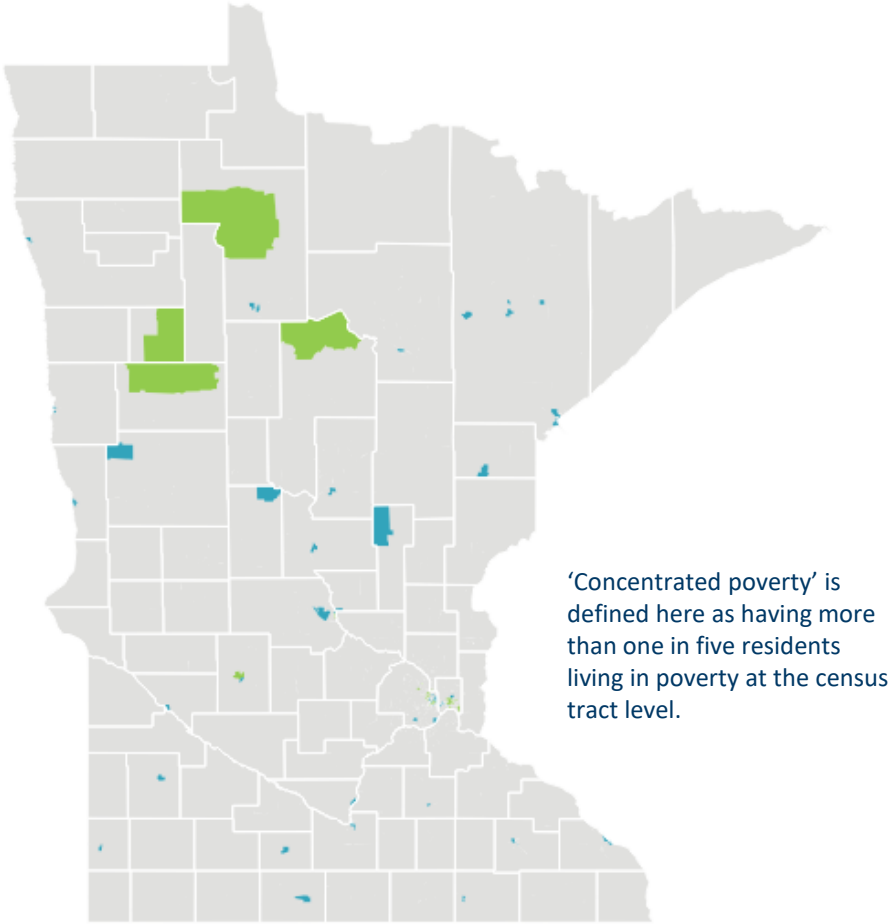 ‘Concentrated poverty’ is
defined here as having more
than one in five residents
living in poverty at the census
tract level.